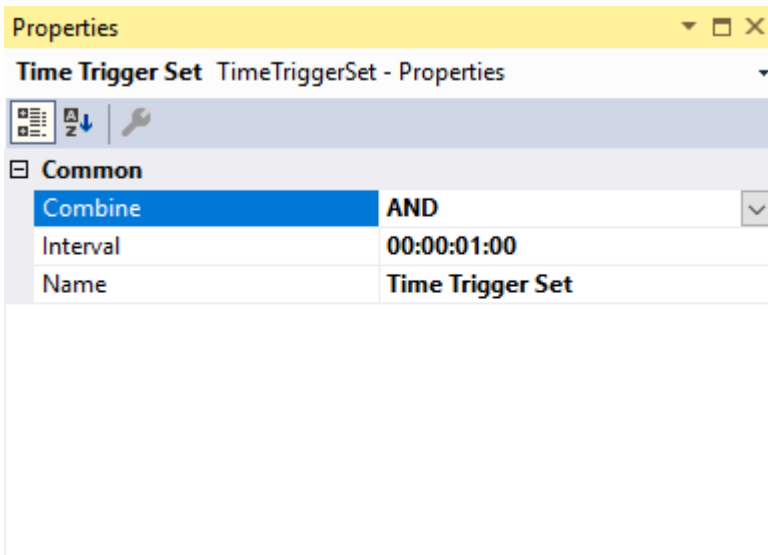 Properties
Time Trigger Set TimeTriggerSet - Properties
Common
Combine AND
Interval 00:00:01:00
Name Time Trigger Set